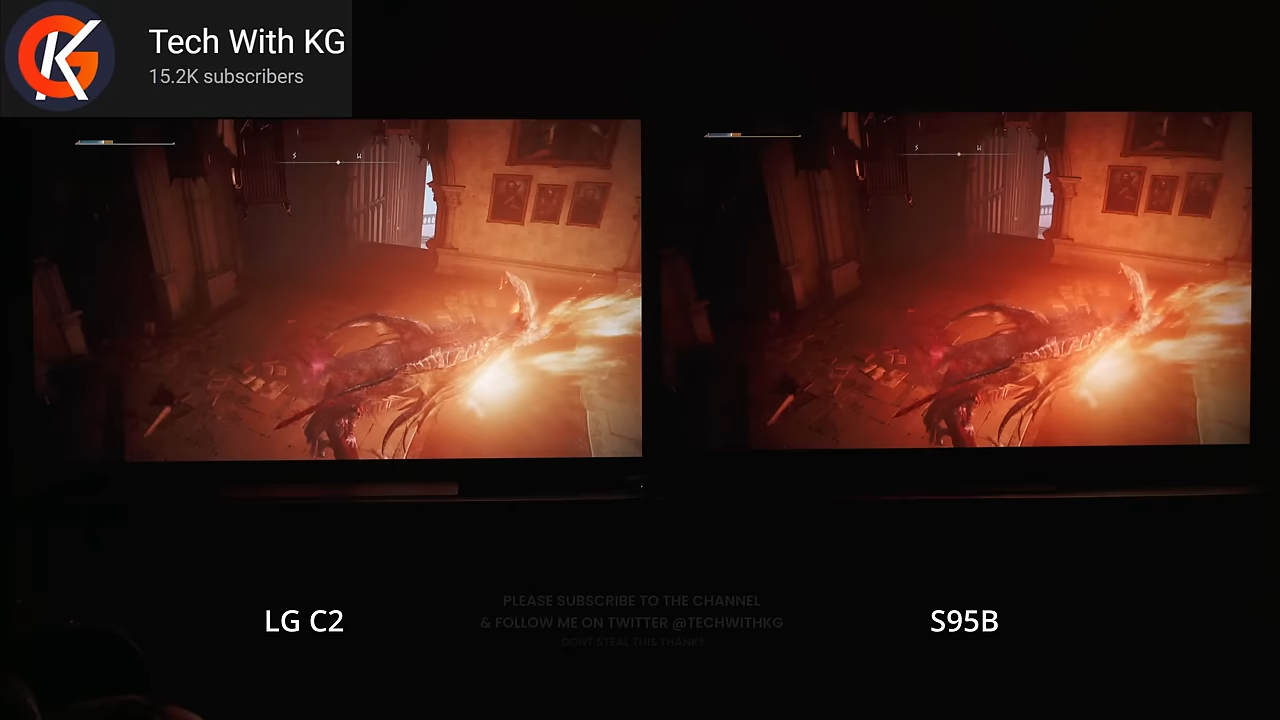 Tech With KG
15.2K subscribers
PLEASE SUBSCRIBE TO THE CHANNEL
& FOLLOW ME ON TWITTER @TECHWITHKG
DONT STEAL THIS THANKS
LG C2
S95B